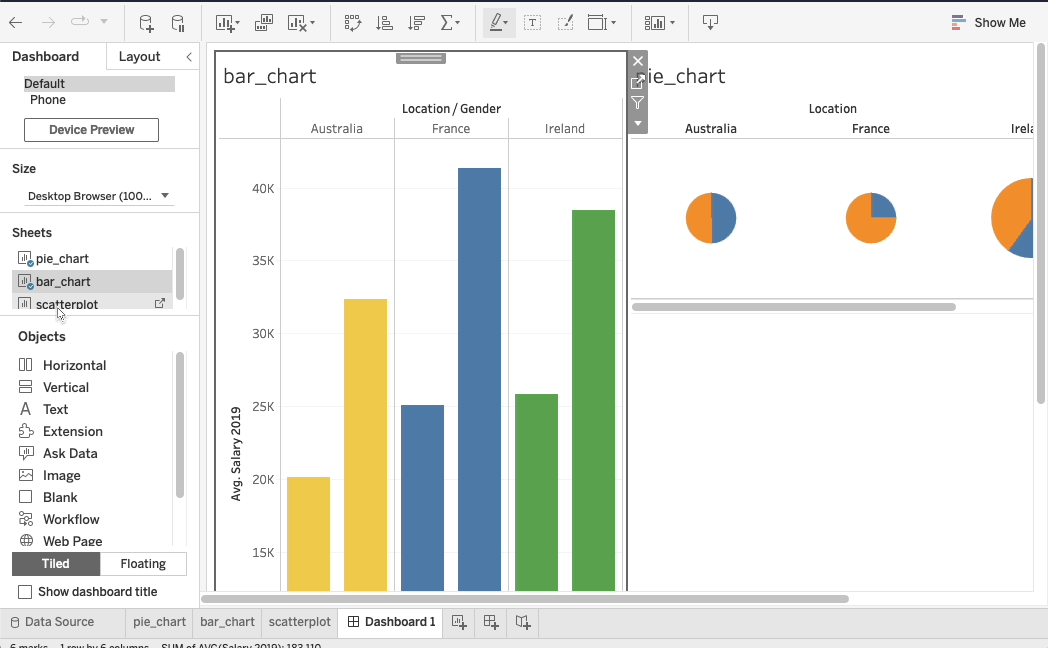 Show Me
Dashboard
Layout
Default
Phone
Device Preview
Size
Desktop Browser (100...
Sheets
pie_chart
bar_chart
scatterplot
Objects
Horizontal
Vertical
Text
Extension
Ask Data
Image
Blank
Workflow
Web Page
Tiled
Floating
Show dashboard title
bar_chart
Location / Gender
Australia
France
Ireland
40K
35K
30K
25K
20K
15K
Avg. Salary 2019
pie_chart
Location
Australia
France
Irela
Data Source
pie_chart
bar_chart
scatterplot
Dashboard 1
6 marks 1 row by 6 columns SUM of AVG(Salary 2019): 183,110